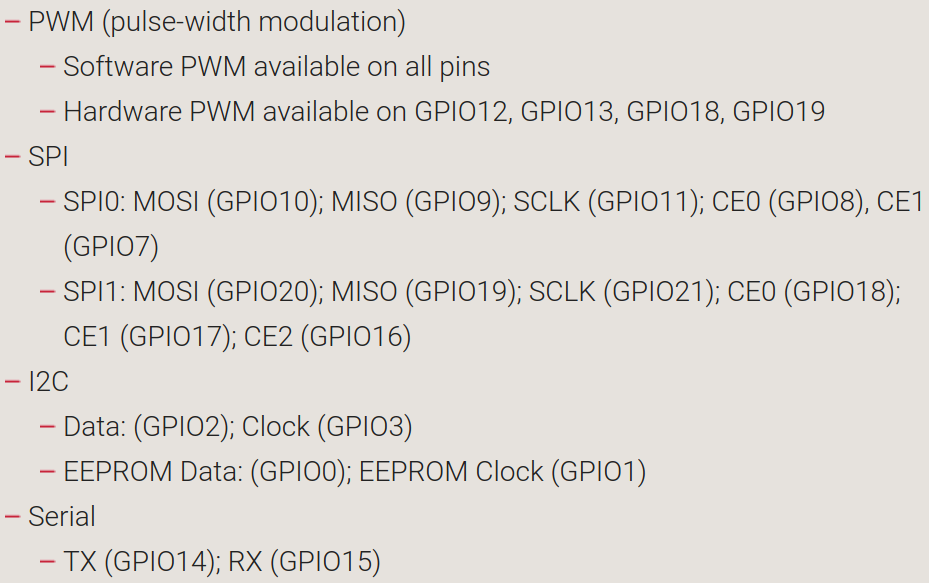 – PWM (pulse-width modulation)
– Software PWM available on all pins
– Hardware PWM available on GPIO12, GPIO13, GPIO18, GPIO19
– SPI
– SPI0: MOSI (GPIO10); MISO (GPIO9); SCLK (GPIO11); CE0 (GPIO8), CE1
(GPIO7)
– SPI1: MOSI (GPIO20); MISO (GPIO19); SCLK (GPIO21); CE0 (GPIO18);
CE1 (GPIO17); CE2 (GPIO16)
– I2C
– Data: (GPIO2); Clock (GPIO3)
– EEPROM Data: (GPIO0); EEPROM Clock (GPIO1)
– Serial
– TX (GPIO14); RX (GPIO15)